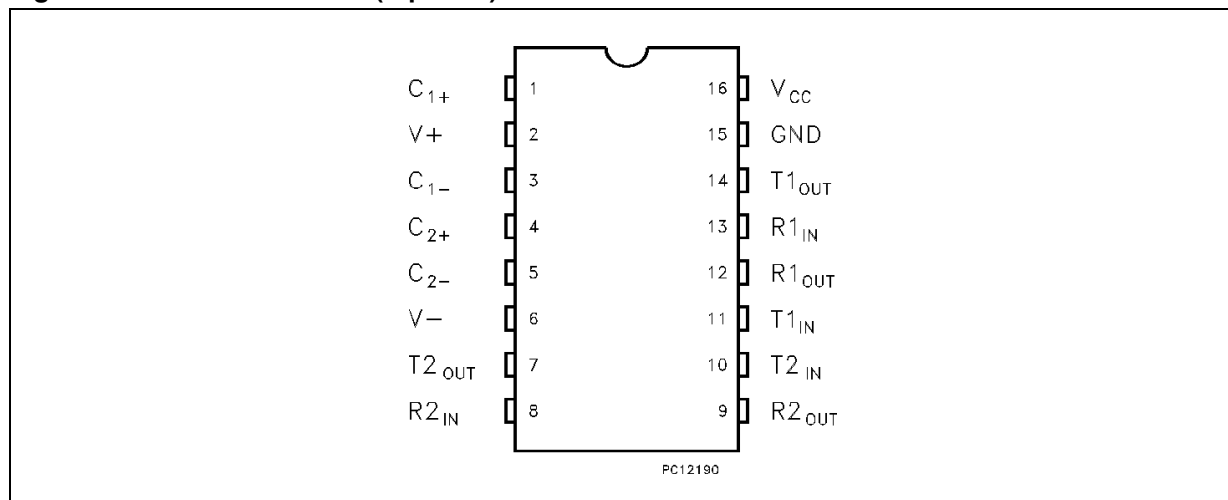 C1+ 1 16 VCC
V+ 2 15 GND
C1− 3 14 T1OUT
C2+ 4 13 R1IN
C2− 5 12 R1OUT
V− 6 11 T1IN
T2OUT 7 10 T2IN
R2IN 8 9 R2OUT
PC12190